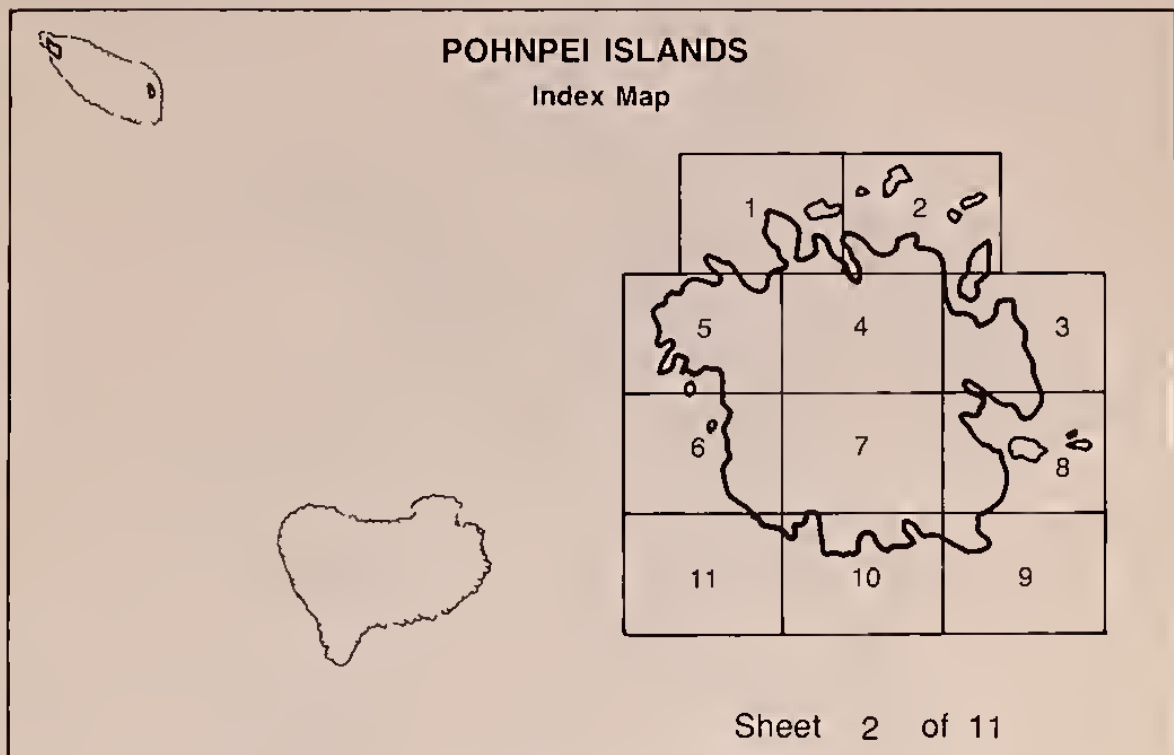 POHNPEI ISLANDS
Index Map
1 2
5 4 3
6 7 8
11 10 9
Sheet 2 of 11